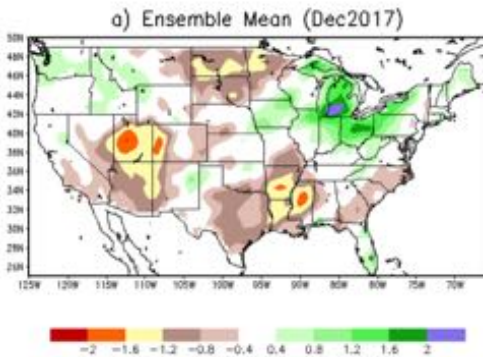 a) Ensemble Mean (Dec2017)
50N
48N
46N
44N
42N
40N
38N
36N
34N
32N
30N
28N
26N
125W 120W 115W 110W 105W 100W 95W 90W 85W 80W 75W 70W
-2 -1.6 -1.2 -0.8 -0.4 0.4 0.8 1.2 1.6 2